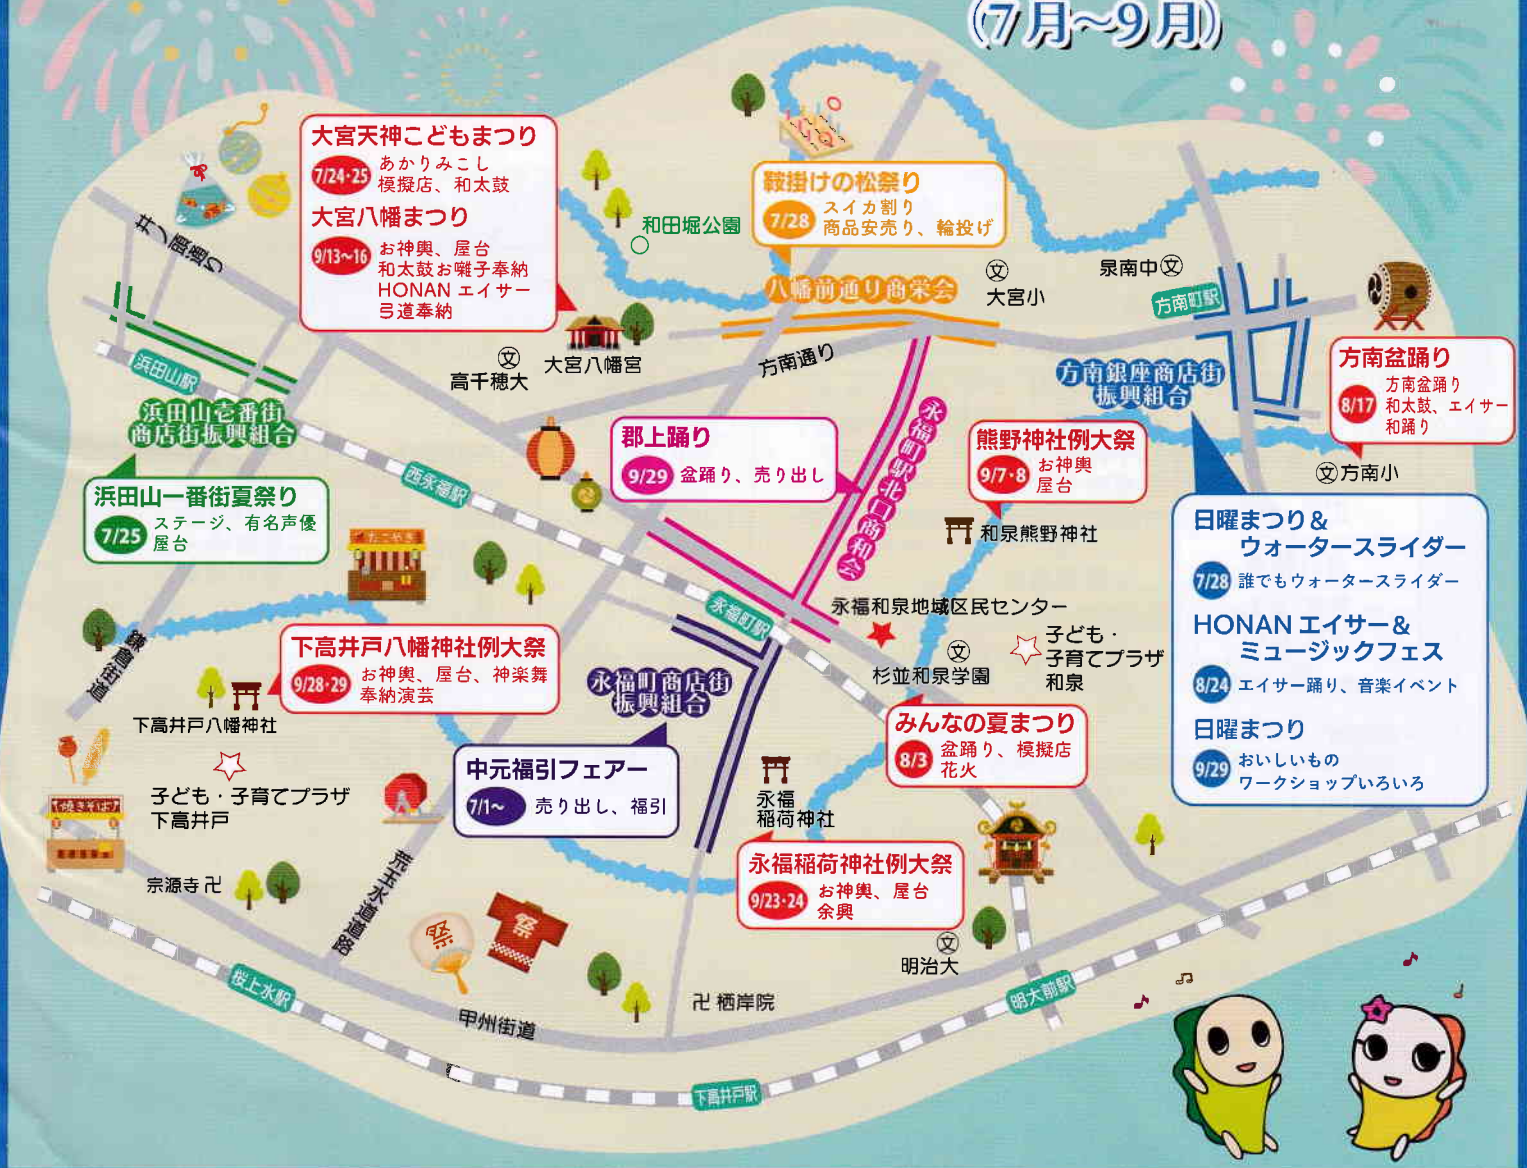 (7月～9月)
大宮天神こどもまつり
7/24・25
あかりみこし
模擬店、和太鼓
大宮八幡まつり
9/13～16
お神輿、屋台
和太鼓お囃子奉納
HONAN エイサー
弓道奉納
鞍掛けの松祭り
7/28
スイカ割り
商品安売り、輪投げ
八幡前通り商栄会
和田堀公園
井ノ頭通り
文
大宮小
泉南中文
方南町駅
方南通り
文
高千穂大
大宮八幡宮
浜田山駅
浜田山壱番街
商店街振興組合
浜田山一番街夏祭り
7/25
ステージ、有名声優
屋台
西永福駅
郡上踊り
9/29
盆踊り、売り出し
永福町駅北口商和会
方南銀座商店街
振興組合
方南盆踊り
8/17
方南盆踊り
和太鼓、エイサー
和踊り
文方南小
熊野神社例大祭
9/7・8
お神輿
屋台
和泉熊野神社
日曜まつり＆
ウォータースライダー
7/28
誰でもウォータースライダー
HONAN エイサー＆
ミュージックフェス
8/24
エイサー踊り、音楽イベント
日曜まつり
9/29
おいしいもの
ワークショップいろいろ
たこやき
永福町駅
永福和泉地域区民センター
文
杉並和泉学園
子ども・
子育てプラザ
和泉
鎌倉街道
下高井戸八幡神社例大祭
9/28・29
お神輿、屋台、神楽舞
奉納演芸
下高井戸八幡神社
永福町商店街
振興組合
中元福引フェアー
7/1～
売り出し、福引
みんなの夏まつり
8/3
盆踊り、模擬店
花火
子ども・子育てプラザ
下高井戸
焼きそば
永福
稲荷神社
永福稲荷神社例大祭
9/23・24
お神輿、屋台
余興
宗源寺卍
荒玉水道道路
祭
祭
文
明治大
桜上水駅
甲州街道
卍栖岸院
明大前駅
下高井戸駅